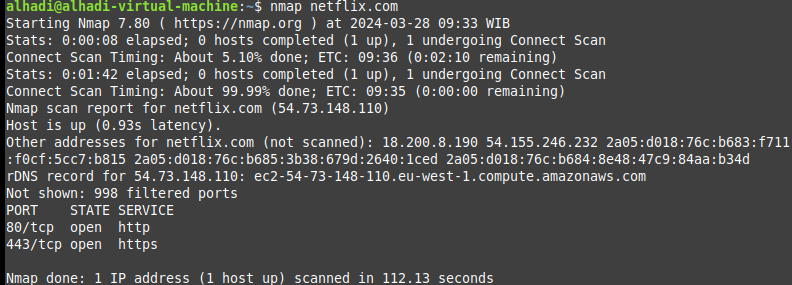 alhadi@alhadi-virtual-machine:~$ nmap netflix.com
Starting Nmap 7.80 ( https://nmap.org ) at 2024-03-28 09:33 WIB
Stats: 0:00:08 elapsed; 0 hosts completed (1 up), 1 undergoing Connect Scan
Connect Scan Timing: About 5.10% done; ETC: 09:36 (0:02:10 remaining)
Stats: 0:01:42 elapsed; 0 hosts completed (1 up), 1 undergoing Connect Scan
Connect Scan Timing: About 99.99% done; ETC: 09:35 (0:00:00 remaining)
Nmap scan report for netflix.com (54.73.148.110)
Host is up (0.93s latency).
Other addresses for netflix.com (not scanned): 18.200.8.190 54.155.246.232 2a05:d018:76c:b683:f711
:f0cf:5cc7:b815 2a05:d018:76c:b685:3b38:679d:2640:1ced 2a05:d018:76c:b684:8e48:47c9:84aa:b34d
rDNS record for 54.73.148.110: ec2-54-73-148-110.eu-west-1.compute.amazonaws.com
Not shown: 998 filtered ports
PORT    STATE SERVICE
80/tcp  open  http
443/tcp open  https
Nmap done: 1 IP address (1 host up) scanned in 112.13 seconds